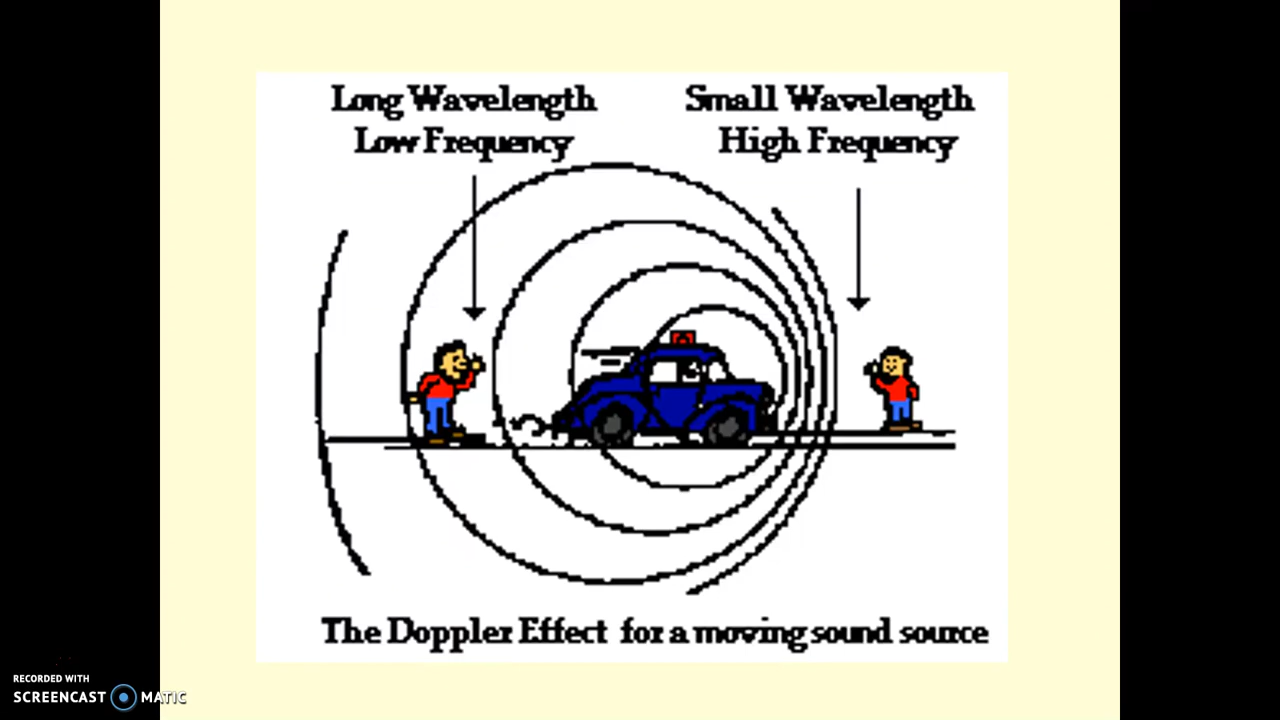 Long Wavelength
Low Frequency
Small Wavelength
High Frequency
The Doppler Effect for a moving sound source
RECORDED WITH
SCREENCAST MATIC